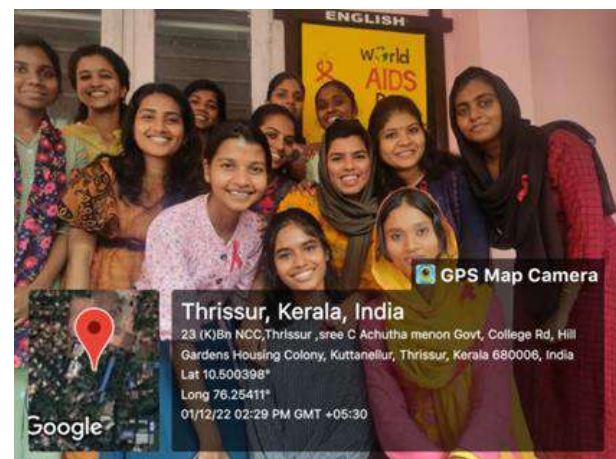 ENGLISH
World
AIDS
GPS Map Camera
Thrissur, Kerala, India
23 (K)Bn NCC,Thrissur ,sree C Achutha menon Govt, College Rd, Hill
Gardens Housing Colony, Kuttanellur, Thrissur, Kerala 680006, India
Lat 10.500398°
Long 76.25411°
01/12/22 02:29 PM GMT +05:30
Google